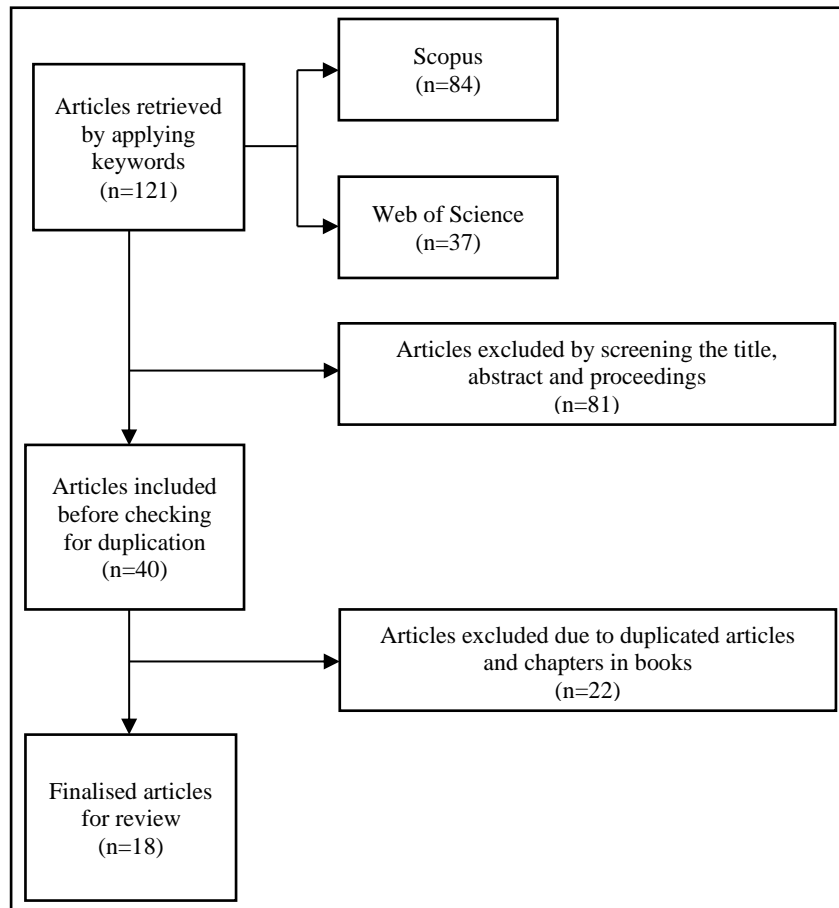 Articles retrieved
by applying
keywords
(n=121)
Scopus
(n=84)
Web of Science
(n=37)
Articles excluded by screening the title,
abstract and proceedings
(n=81)
Articles included
before checking
for duplication
(n=40)
Articles excluded due to duplicated articles
and chapters in books
(n=22)
Finalised articles
for review
(n=18)